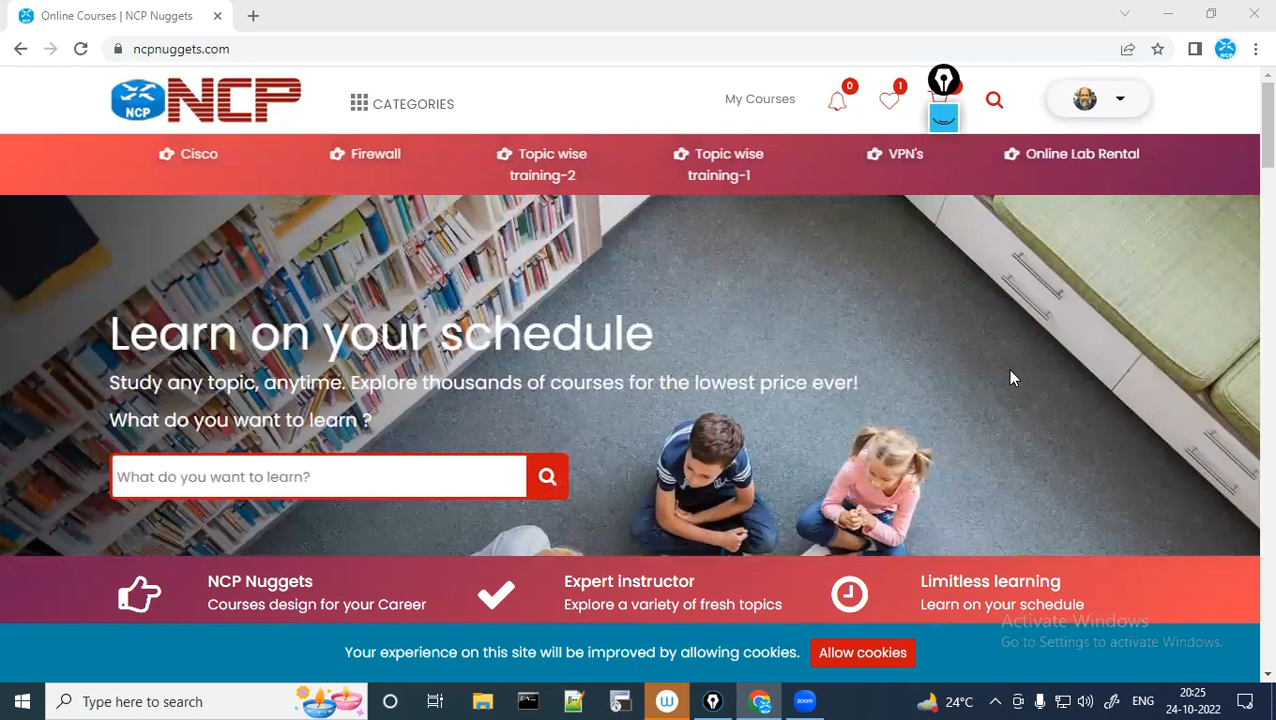 Online Courses | NCP Nuggets
ncpnuggets.com
NCP
NCP
CATEGORIES
My Courses
0
1
Cisco
Firewall
Topic wise
training-2
Topic wise
training-1
VPN's
Online Lab Rental
Learn on your schedule
Study any topic, anytime. Explore thousands of courses for the lowest price ever!
What do you want to learn ?
What do you want to learn?
NCP Nuggets
Courses design for your Career
Expert instructor
Explore a variety of fresh topics
Limitless learning
Learn on your schedule
Activate Windows
Go to Settings to activate Windows.
Your experience on this site will be improved by allowing cookies.
Allow cookies
Type here to search
zoom
24°C
ENG
20:25
24-10-2022